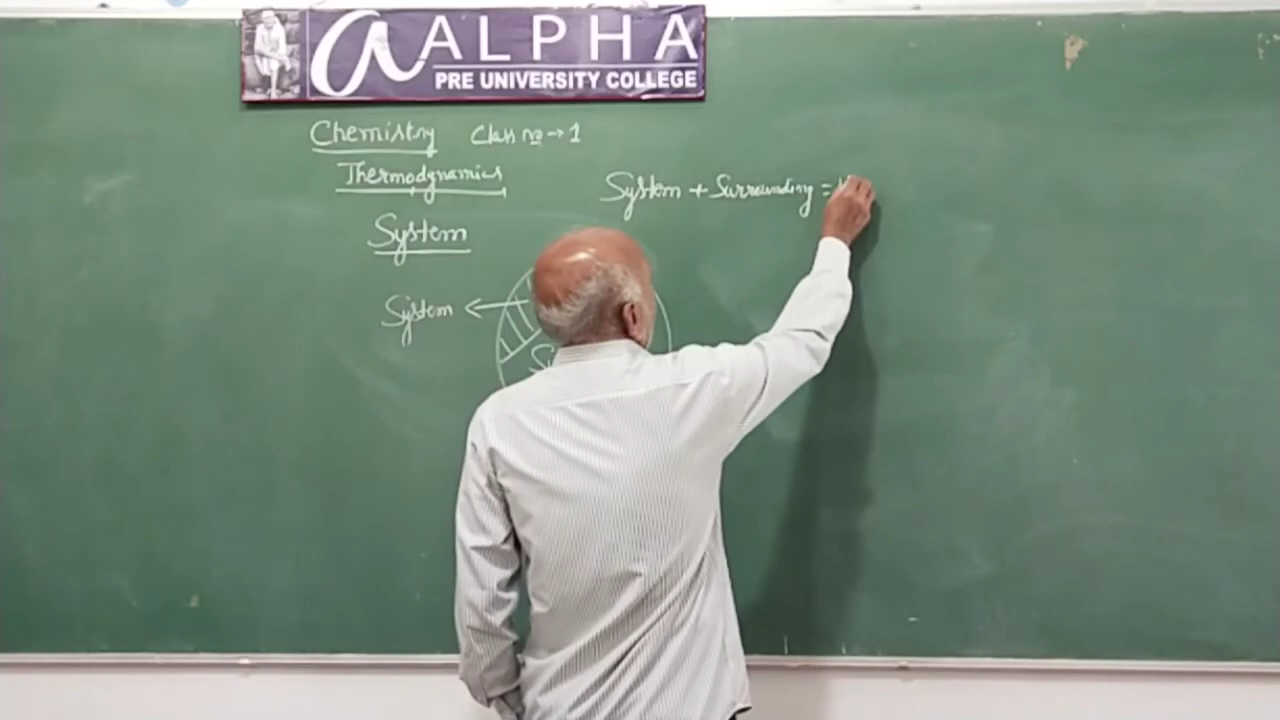 a ALPHA
PRE UNIVERSITY COLLEGE
Chemistry Class no → 1
Thermodynamics
System + Surrounding =
System
System